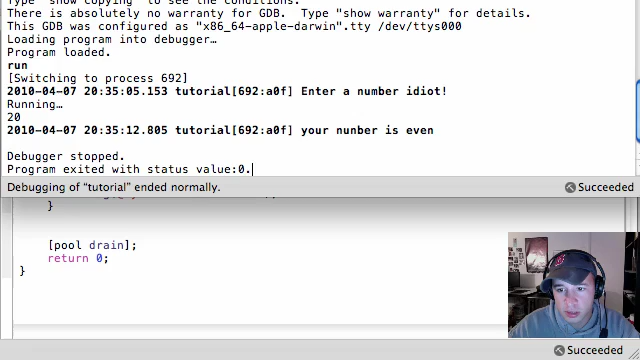 Type "show copying" to see the conditions.
There is absolutely no warranty for GDB.  Type "show warranty" for details.
This GDB was configured as "x86_64-apple-darwin".tty /dev/ttys000
Loading program into debugger…
Program loaded.
run
[Switching to process 692]
2010-04-07 20:35:05.153 tutorial[692:a0f] Enter a number idiot!
Running…
20
2010-04-07 20:35:12.805 tutorial[692:a0f] your nunber is even
Debugger stopped.
Program exited with status value:0.
Debugging of "tutorial" ended normally.
Succeeded
}
[pool drain];
return 0;
}
Succeeded